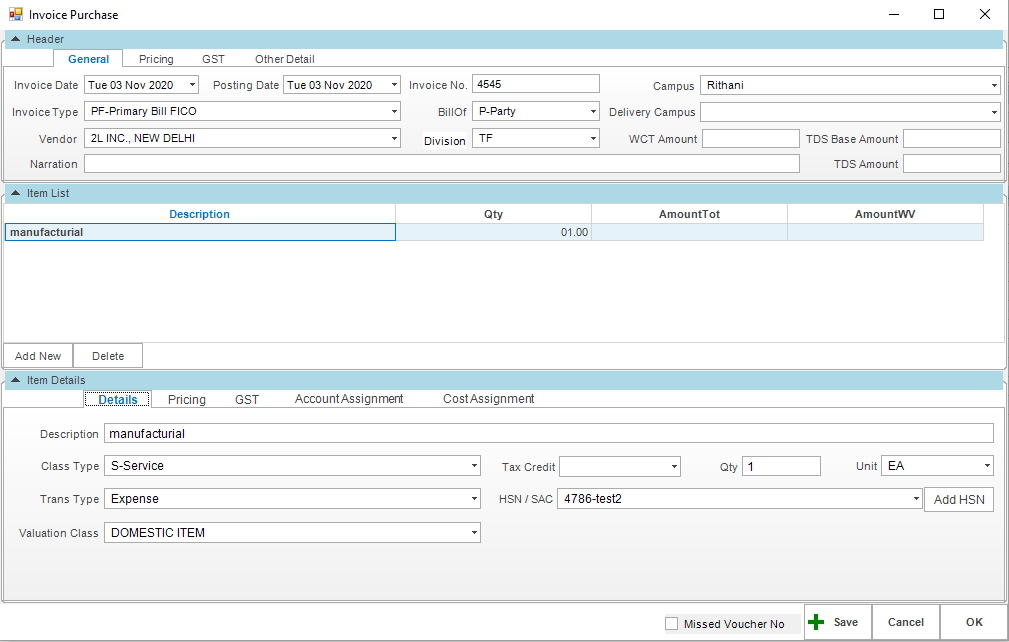 Invoice Purchase
Header
General Pricing GST Other Detail
Invoice Date Tue 03 Nov 2020 Posting Date Tue 03 Nov 2020 Invoice No. 4545 Campus Rithani
Invoice Type PF-Primary Bill FICO BillOf P-Party Delivery Campus
Vendor 2L INC., NEW DELHI Division TF WCT Amount TDS Base Amount
Narration TDS Amount
Item List
Description Qty AmountTot AmountWV
manufacturial 01.00
Add New Delete
Item Details
Details Pricing GST Account Assignment Cost Assignment
Description manufacturial
Class Type S-Service Tax Credit Qty 1 Unit EA
Trans Type Expense HSN / SAC 4786-test2 Add HSN
Valuation Class DOMESTIC ITEM
Missed Voucher No Save Cancel OK